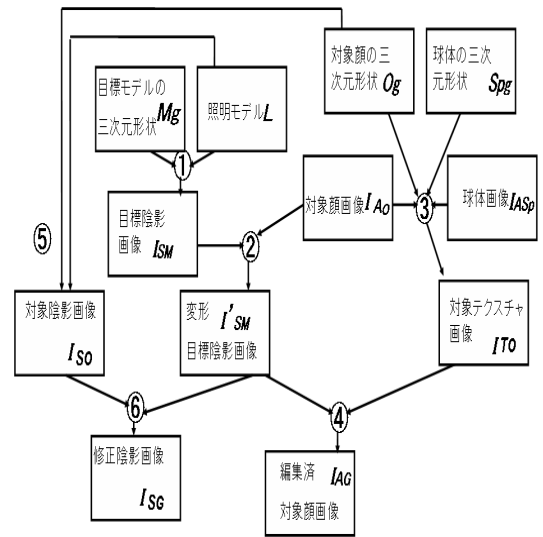 目標モデルの
三次元形状 Mg
照明モデルL
対象顔の三
次元形状 Og
球体の三次
元形状 Spg
①
目標陰影
画像 ISM
対象顔画像 IAO
③
球体画像 IASp
⑤
②
対象陰影画像
ISO
変形 I'SM
目標陰影画像
対象テクスチャ
画像 ITO
⑥
④
修正陰影画像
ISG
編集済 IAG
対象顔画像